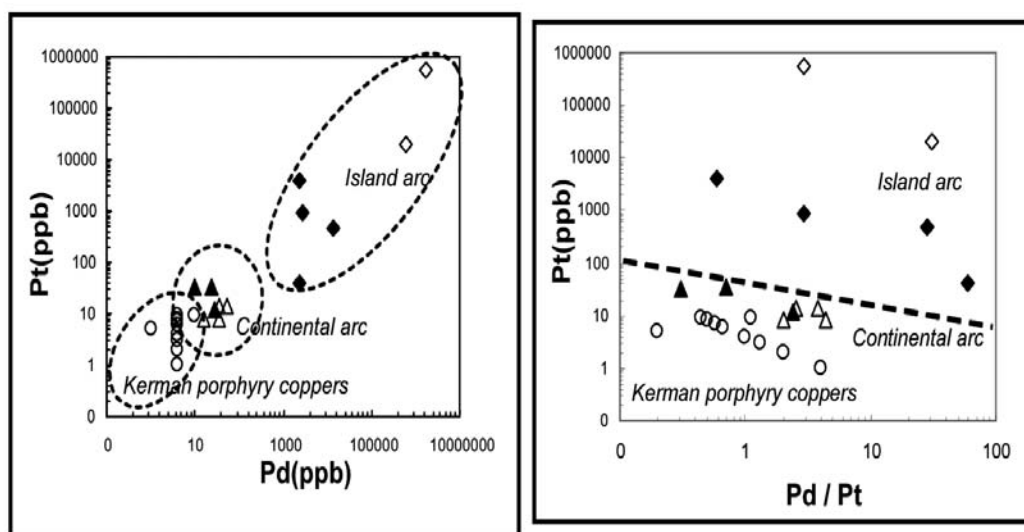 1000000
100000
10000
1000
100
10
1
0
Pt(ppb)
Island arc
Continental arc
Kerman porphyry coppers
0
10
1000
100000
10000000
Pd(ppb)
1000000
100000
10000
1000
100
10
1
0
Pt(ppb)
Island arc
Continental arc
Kerman porphyry coppers
0
1
10
100
Pd / Pt